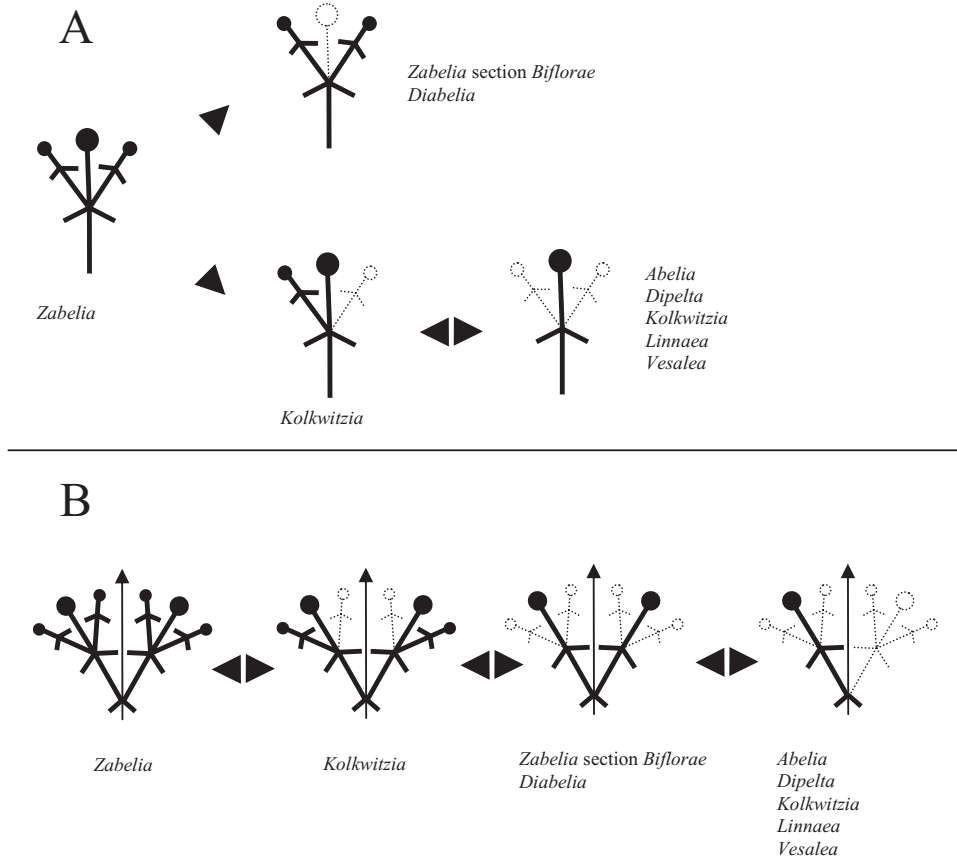 A
Zabelia section Biflorae
Diabelia
Zabelia
Abelia
Dipelta
Kolkwitzia
Linnaea
Vesalea
Kolkwitzia
B
Zabelia
Kolkwitzia
Zabelia section Biflorae
Diabelia
Abelia
Dipelta
Kolkwitzia
Linnaea
Vesalea